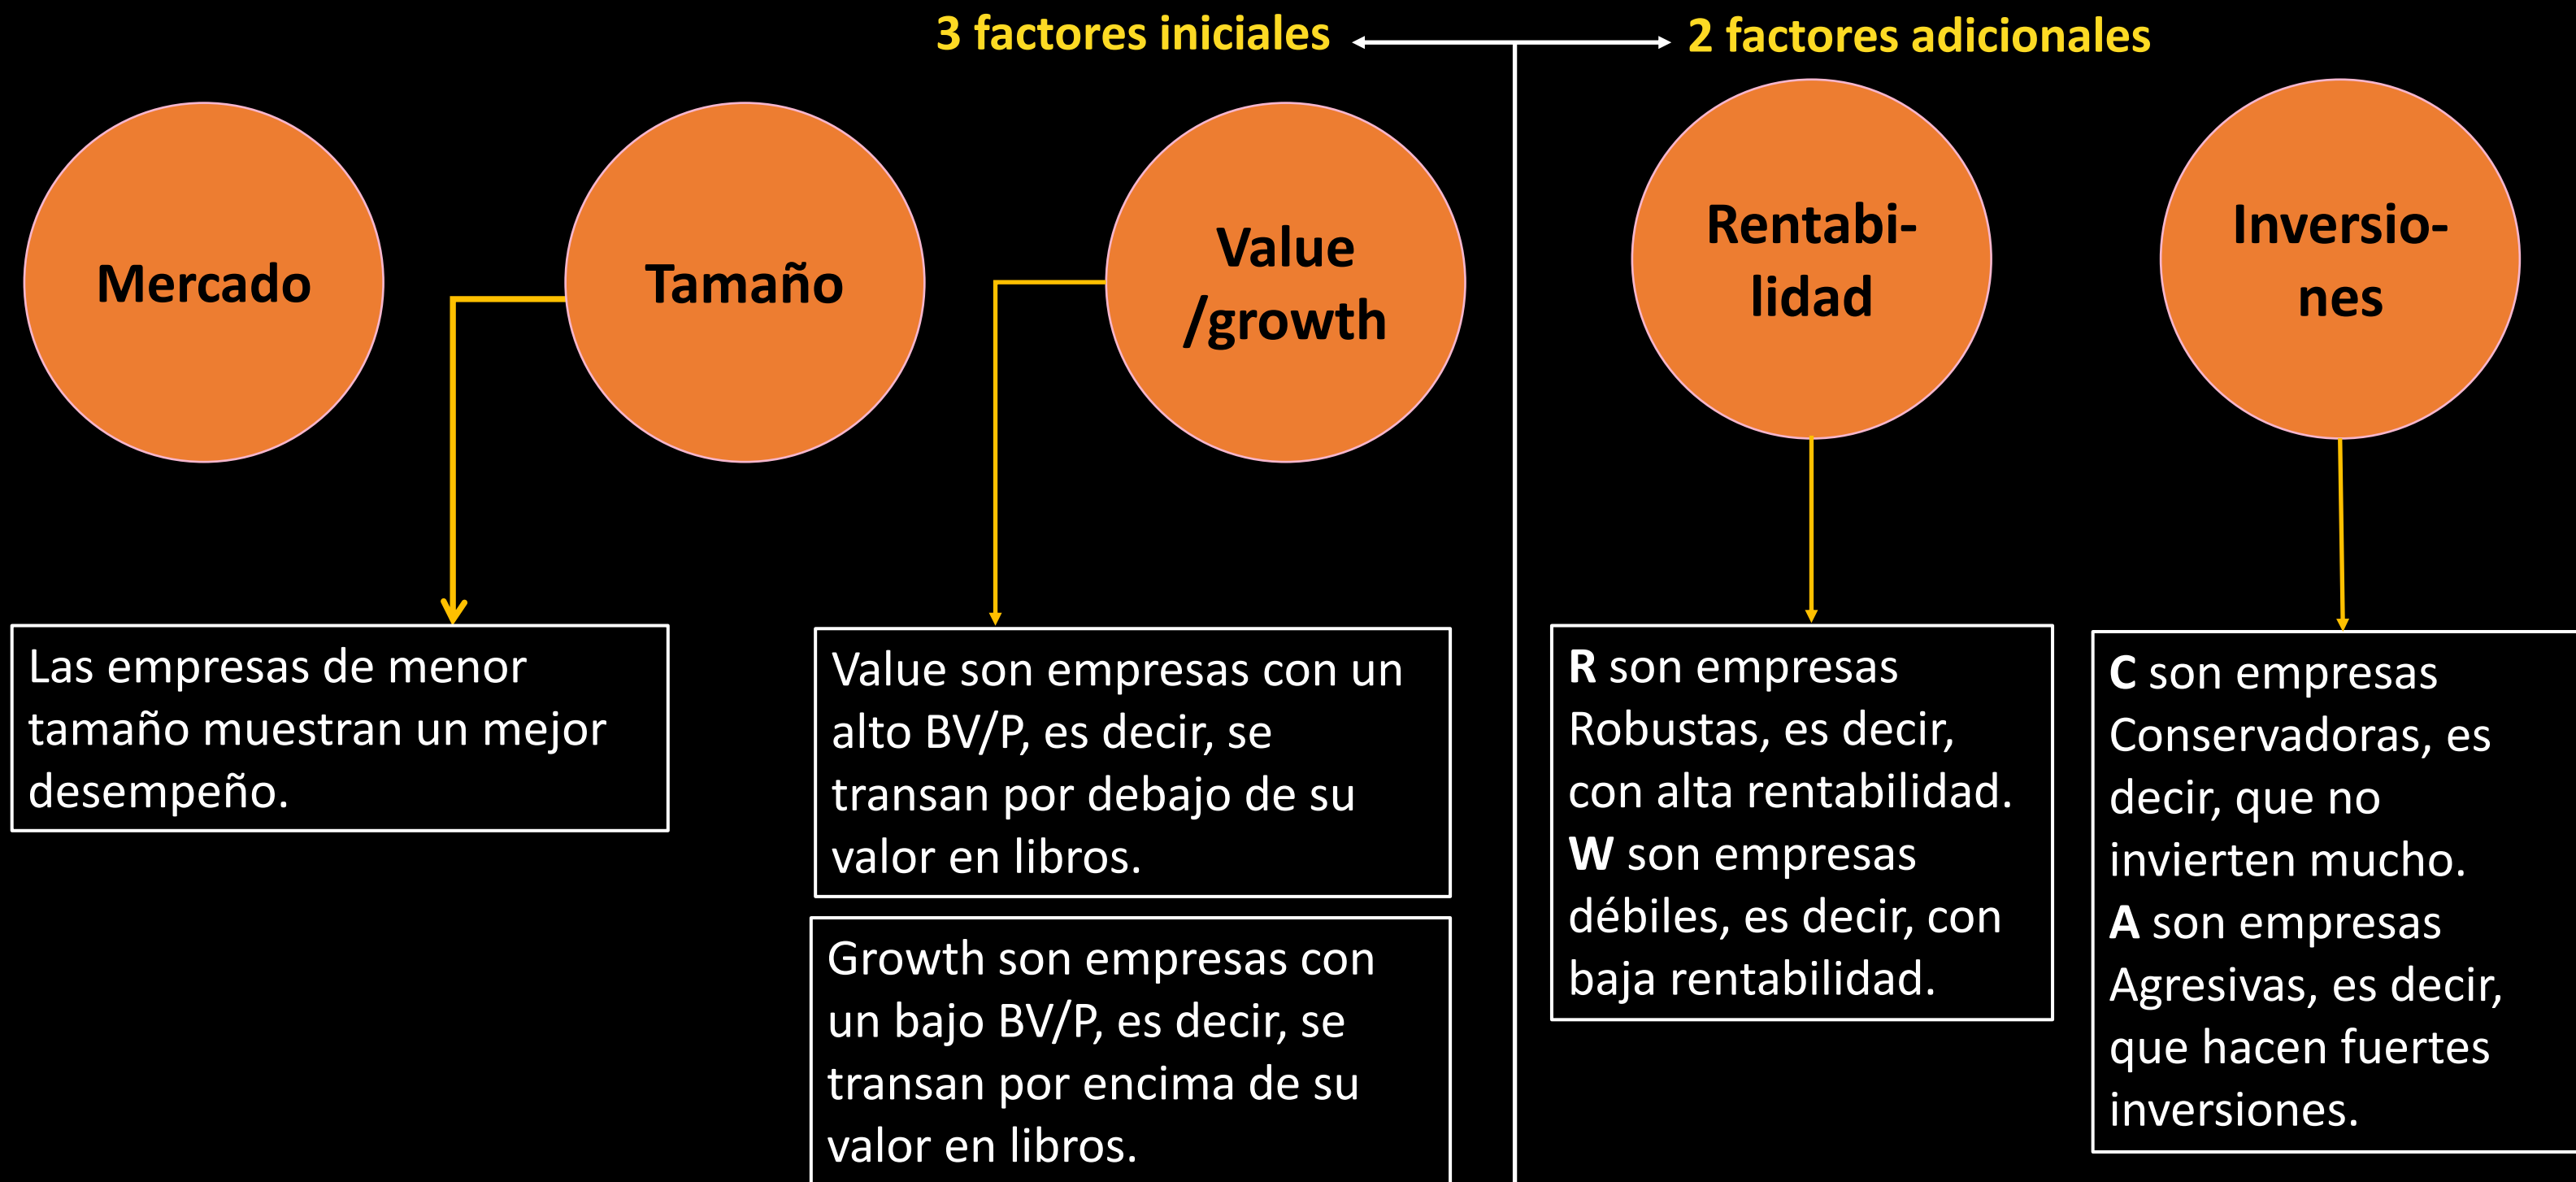 3 factores iniciales
2 factores adicionales
Mercado
Tamaño
Value
/growth
Rentabi-
lidad
Inversio-
nes
Las empresas de menor
tamaño muestran un mejor
desempeño.
Value son empresas con un
alto BV/P, es decir, se
transan por debajo de su
valor en libros.
Growth son empresas con
un bajo BV/P, es decir, se
transan por encima de su
valor en libros.
R son empresas
Robustas, es decir,
con alta rentabilidad.
W son empresas
débiles, es decir, con
baja rentabilidad.
C son empresas
Conservadoras, es
decir, que no
invierten mucho.
A son empresas
Agresivas, es decir,
que hacen fuertes
inversiones.